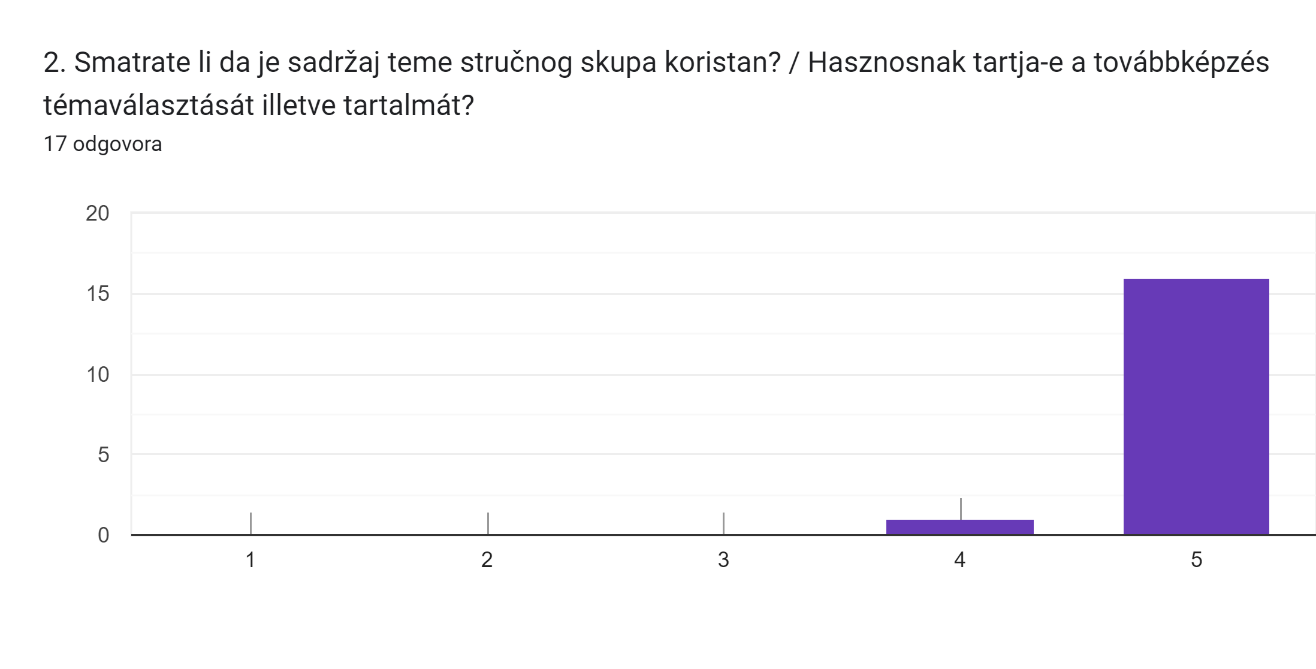 2. Smatrate li da je sadržaj teme stručnog skupa koristan? / Hasznosnak tartja-e a továbbképzés
témaválasztását illetve tartalmát?
17 odgovora
20
15
10
5
0
1 2 3 4 5